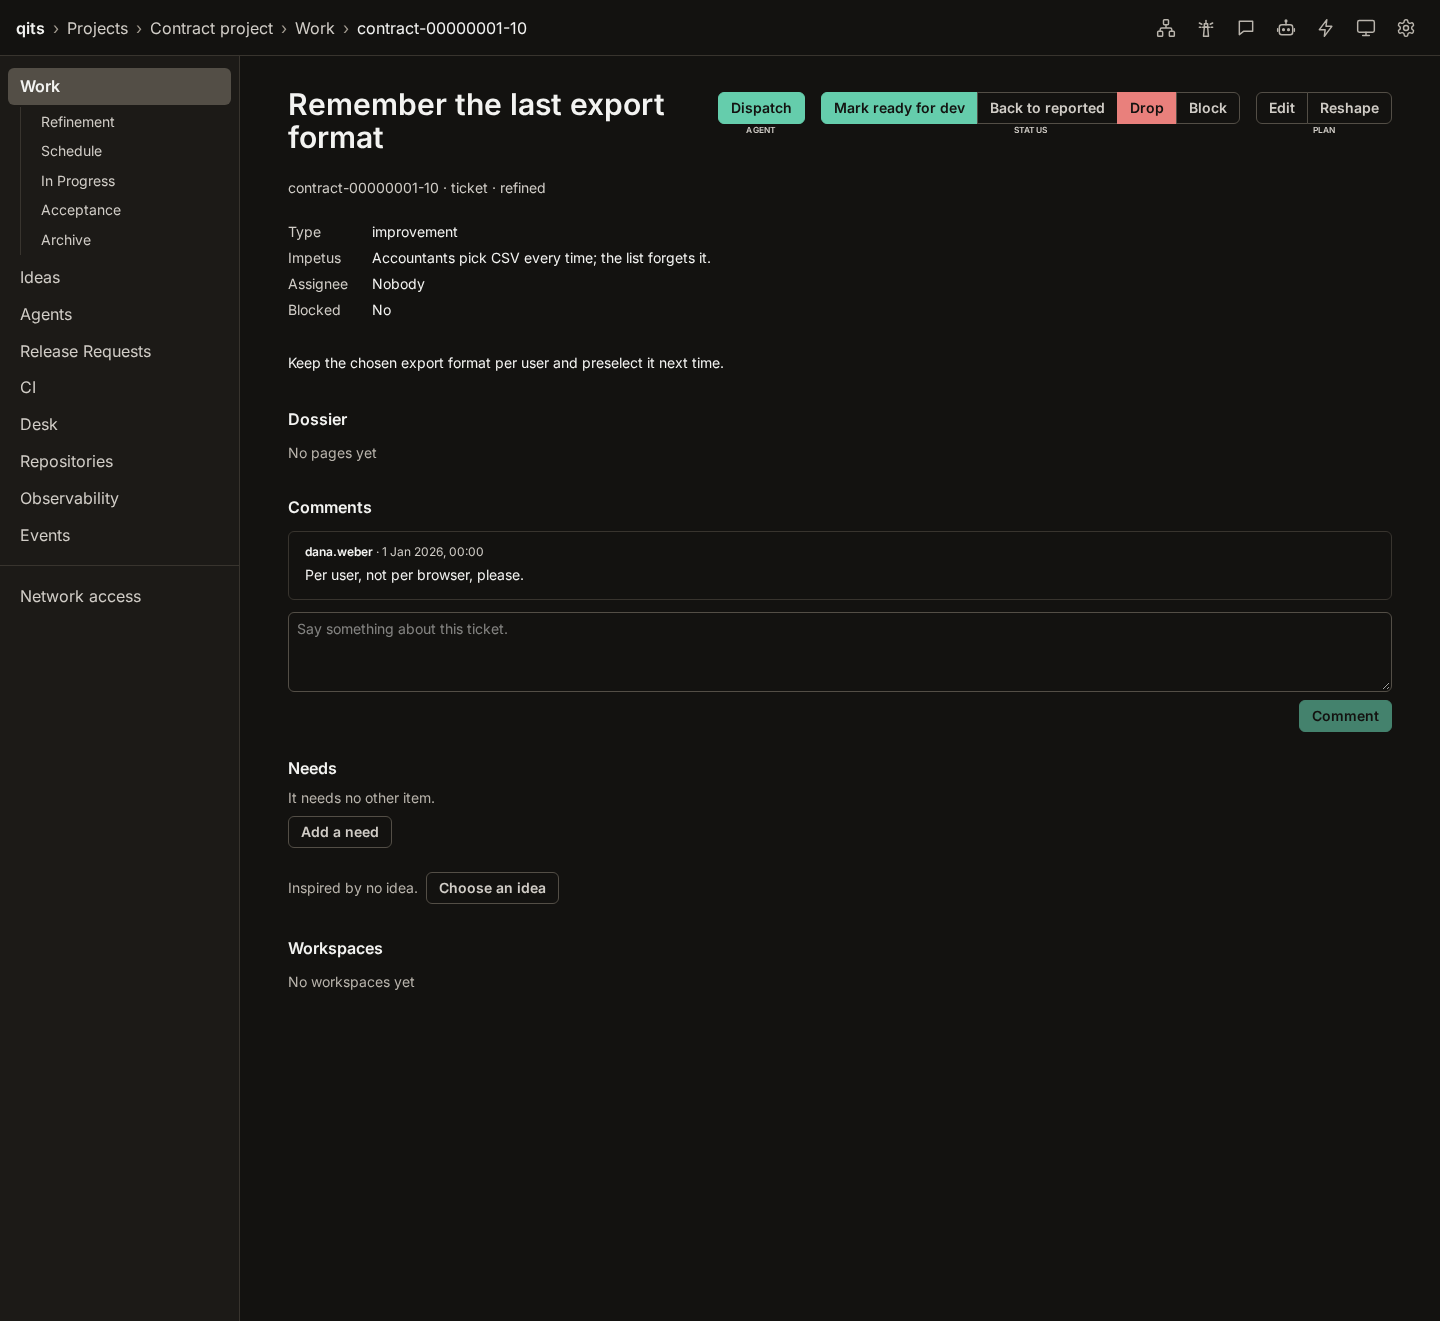 qits › Projects › Contract project › Work › contract-00000001-10
Work
Refinement
Schedule
In Progress
Acceptance
Archive
Ideas
Agents
Release Requests
CI
Desk
Repositories
Observability
Events
Network access
Remember the last export
format
Dispatch
AGENT
Mark ready for dev
Back to reported
Drop
Block
STATUS
Edit
Reshape
PLAN
contract-00000001-10 · ticket · refined
Type improvement
Impetus Accountants pick CSV every time; the list forgets it.
Assignee Nobody
Blocked No
Keep the chosen export format per user and preselect it next time.
Dossier
No pages yet
Comments
dana.weber · 1 Jan 2026, 00:00
Per user, not per browser, please.
Say something about this ticket.
Comment
Needs
It needs no other item.
Add a need
Inspired by no idea. Choose an idea
Workspaces
No workspaces yet